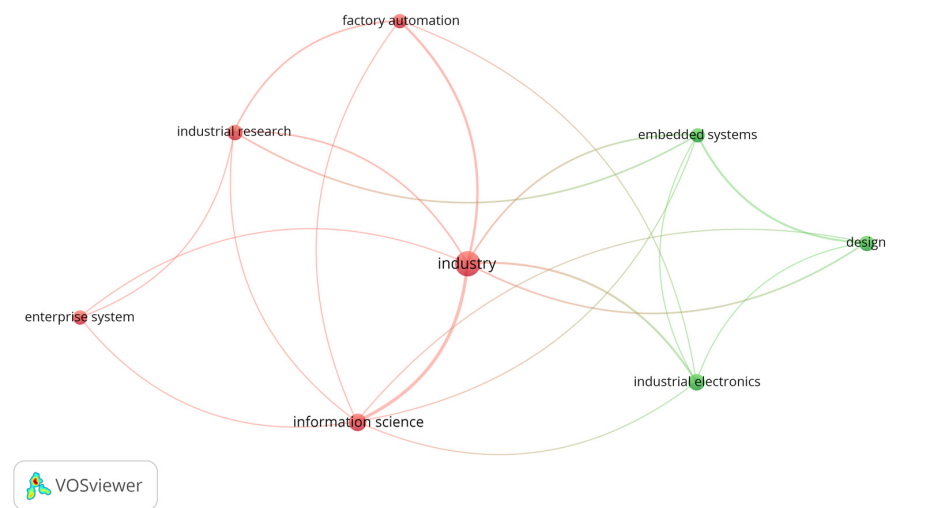 factory automation
industrial research
embedded systems
design
industry
enterprise system
industrial electronics
information science
VOSviewer